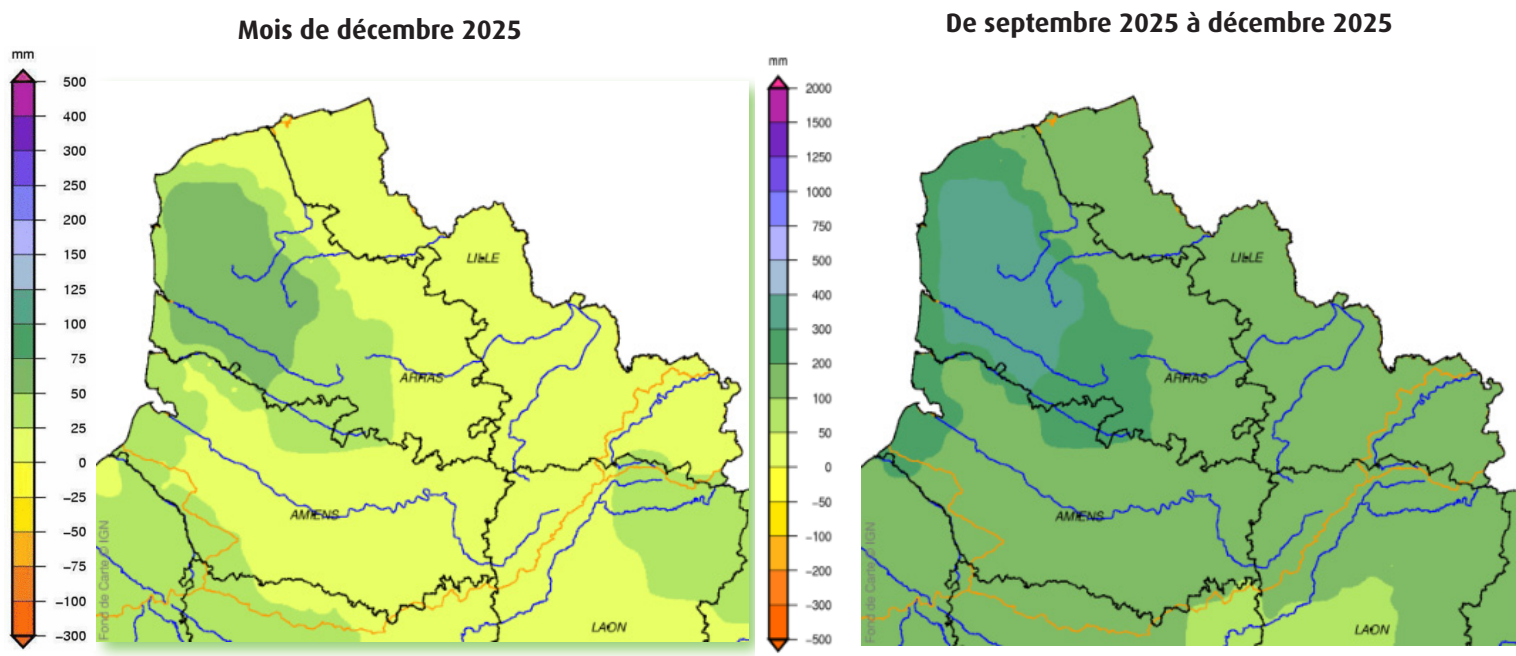 Mois de décembre 2025
De septembre 2025 à décembre 2025
mm
500
400
300
250
200
150
125
100
75
50
25
0
−25
−50
−75
−100
−300
LILLE
ARRAS
AMIENS
LAON
Fond de Carte © IGN
mm
2000
1500
1250
1000
750
500
400
300
200
100
50
0
−50
−100
−200
−300
−500
LILLE
ARRAS
AMIENS
LAON
Fond de Carte © IGN